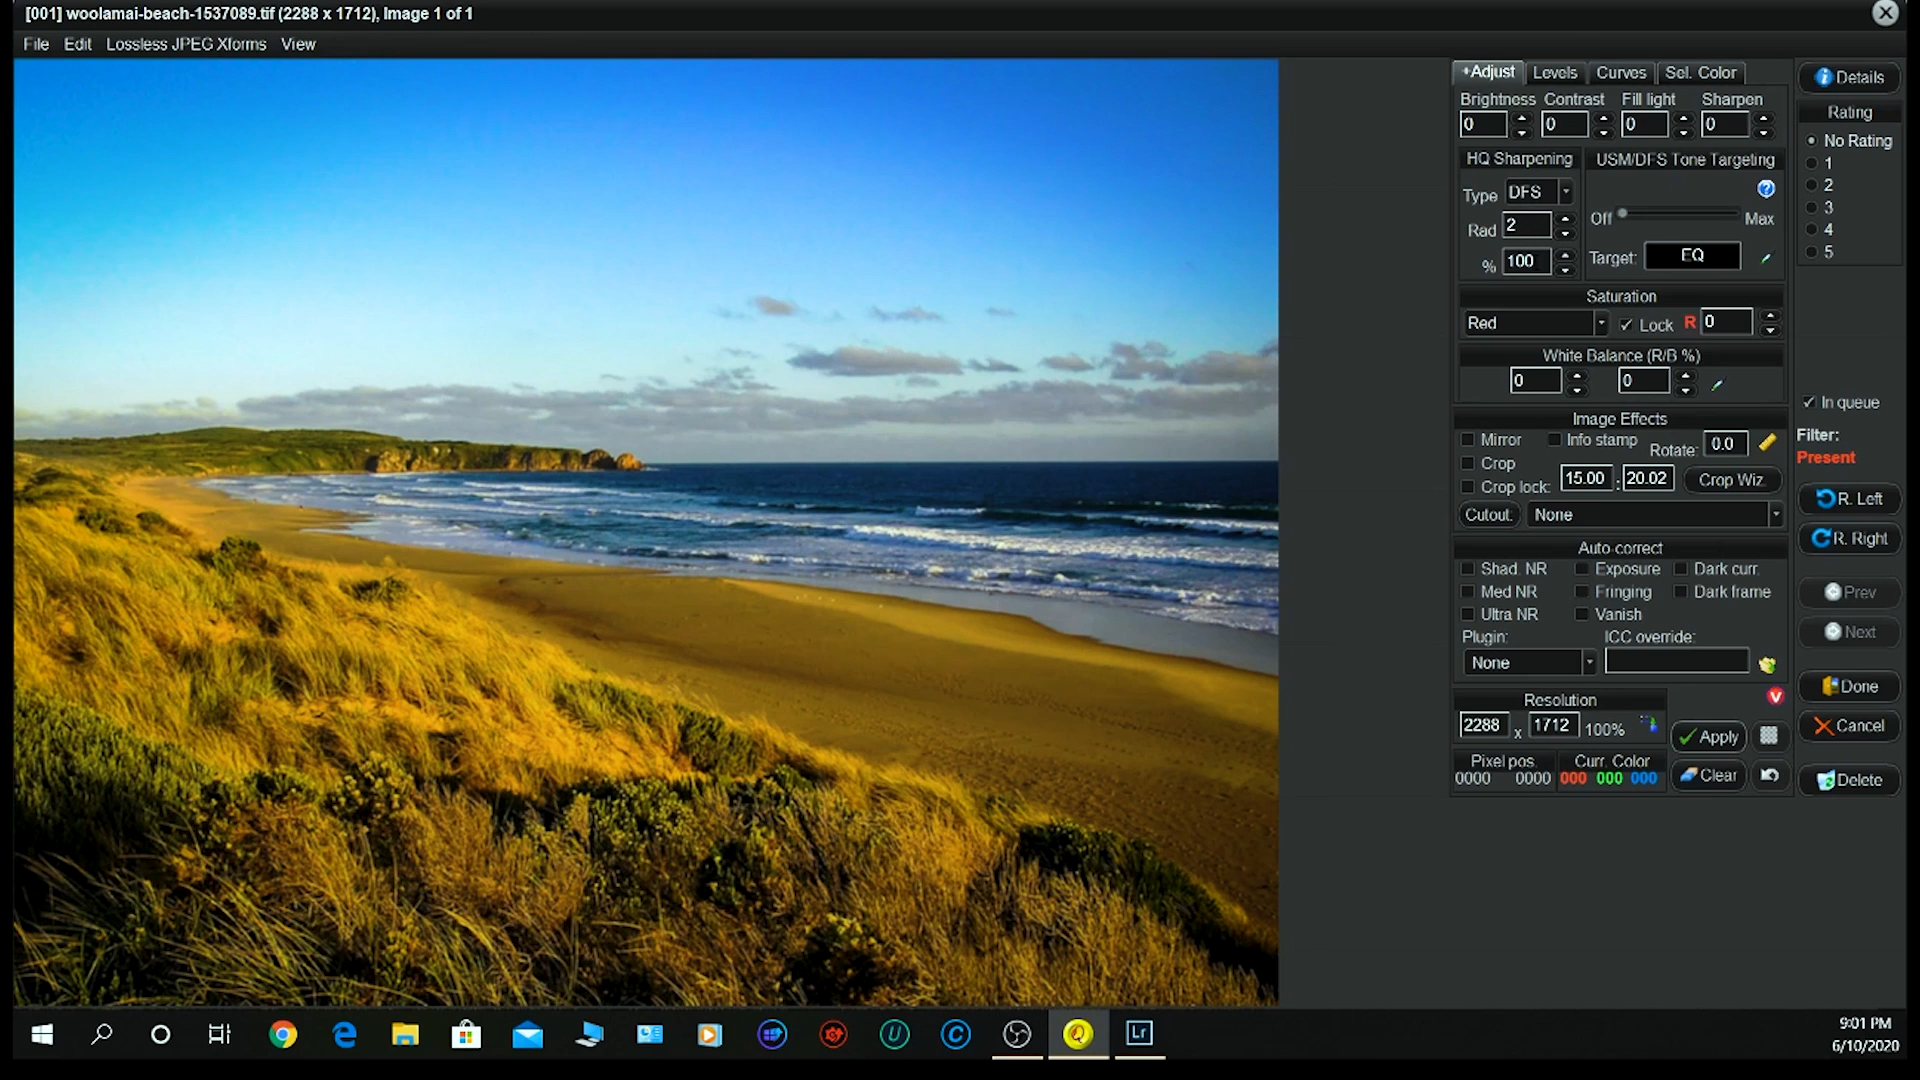 [001] woolamai-beach-1537089.tif (2288 x 1712), Image 1 of 1
File Edit Lossless JPEG Xforms View
+Adjust Levels Curves Sel. Color
Brightness Contrast Fill light Sharpen
0 0 0 0
HQ Sharpening USM/DFS Tone Targeting
Type DFS
Rad 2 Off Max
% 100 Target: EQ
Saturation
Red Lock R 0
White Balance (R/B %)
0 0
Image Effects
Mirror Info stamp Rotate: 0.0
Crop
Crop lock: 15.00 : 20.02 Crop Wiz.
Cutout: None
Auto-correct
Shad. NR Exposure Dark curr.
Med NR Fringing Dark frame
Ultra NR Vanish
Plugin: ICC override:
None
Resolution
2288 x 1712 100% Apply
Pixel pos. Curr. Color
0000 0000 000 000 000 Clear
Details
Rating
No Rating
1
2
3
4
5
In queue
Filter:
Present
R. Left
R. Right
Prev
Next
Done
Cancel
Delete
V
e U C Q Lr
9:01 PM
6/10/2020